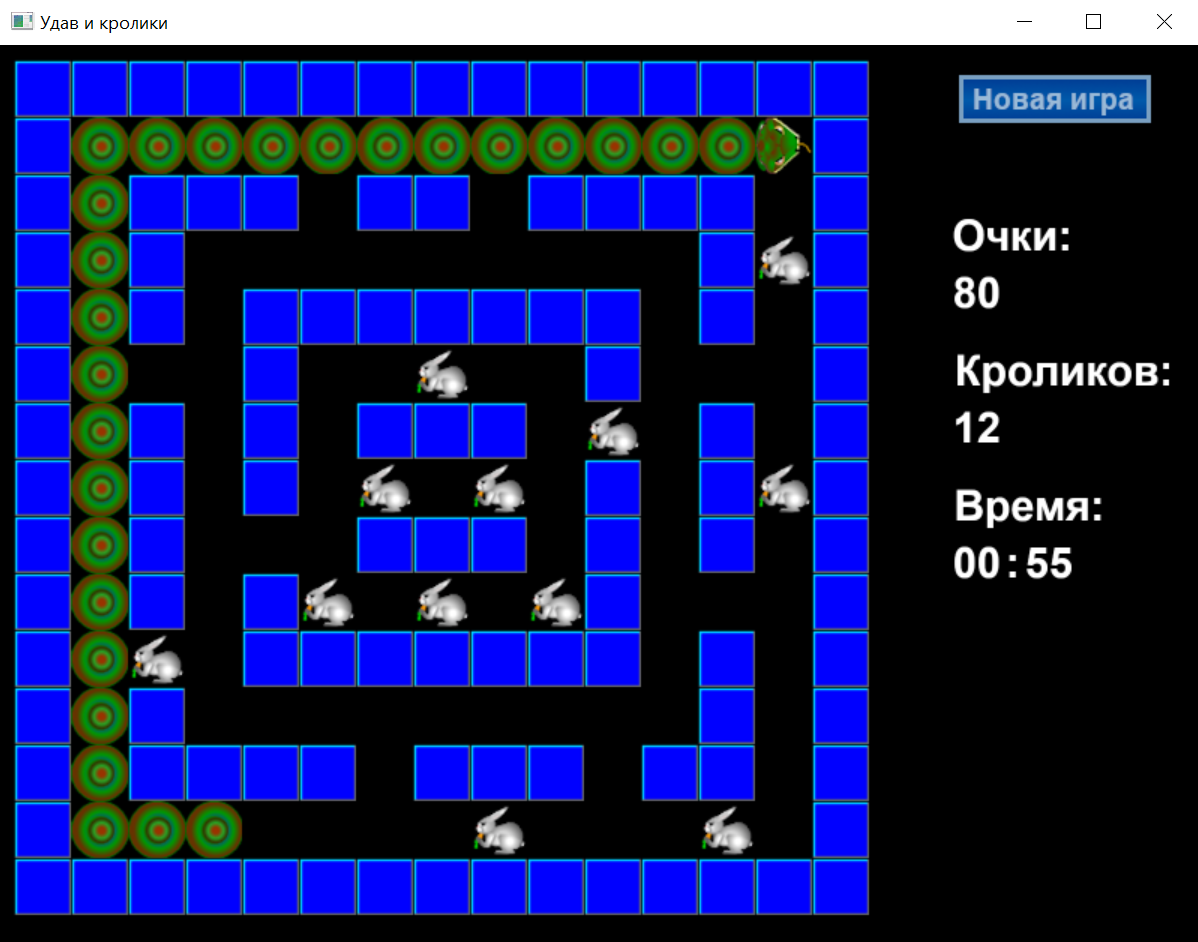 Удав и кролики
Новая игра
Очки:
80
Кроликов:
12
Время:
00:55